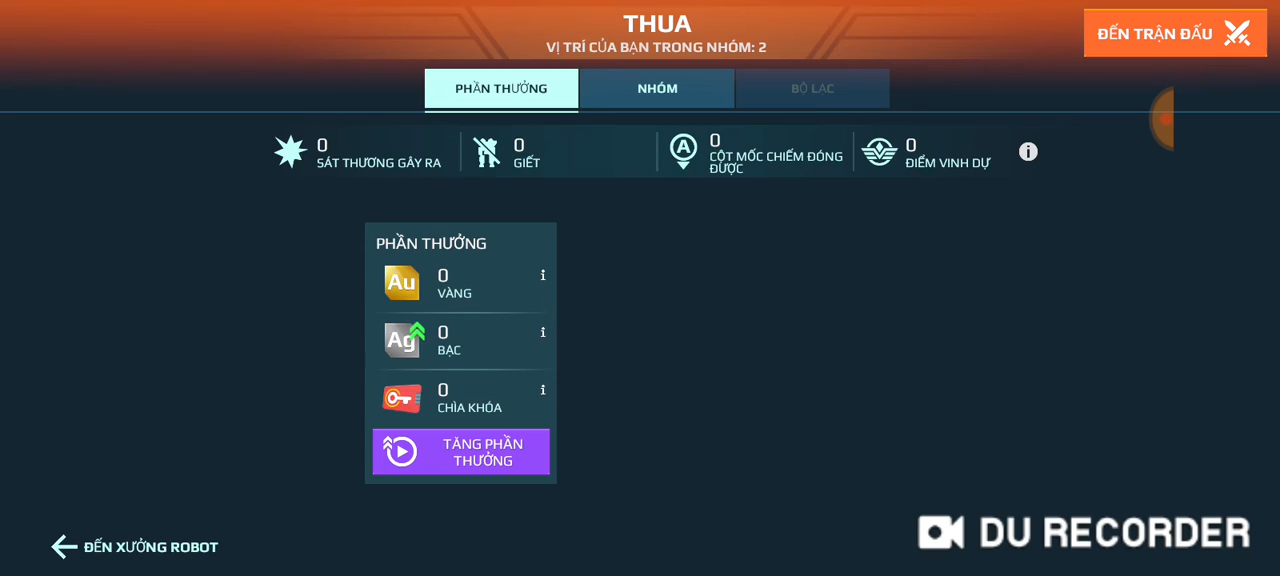 THUA
VỊ TRÍ CỦA BẠN TRONG NHÓM: 2
ĐẾN TRẬN ĐẤU
PHẦN THƯỞNG
NHÓM
BỘ LẠC
0
SÁT THƯƠNG GÂY RA
0
GIẾT
A
0
CỘT MỐC CHIẾM ĐÓNG
ĐƯỢC
0
ĐIỂM VINH DỰ
i
PHẦN THƯỞNG
Au
0
VÀNG
i
Ag
0
BẠC
i
0
CHÌA KHÓA
i
TĂNG PHẦN
THƯỞNG
ĐẾN XƯỞNG ROBOT
DU RECORDER